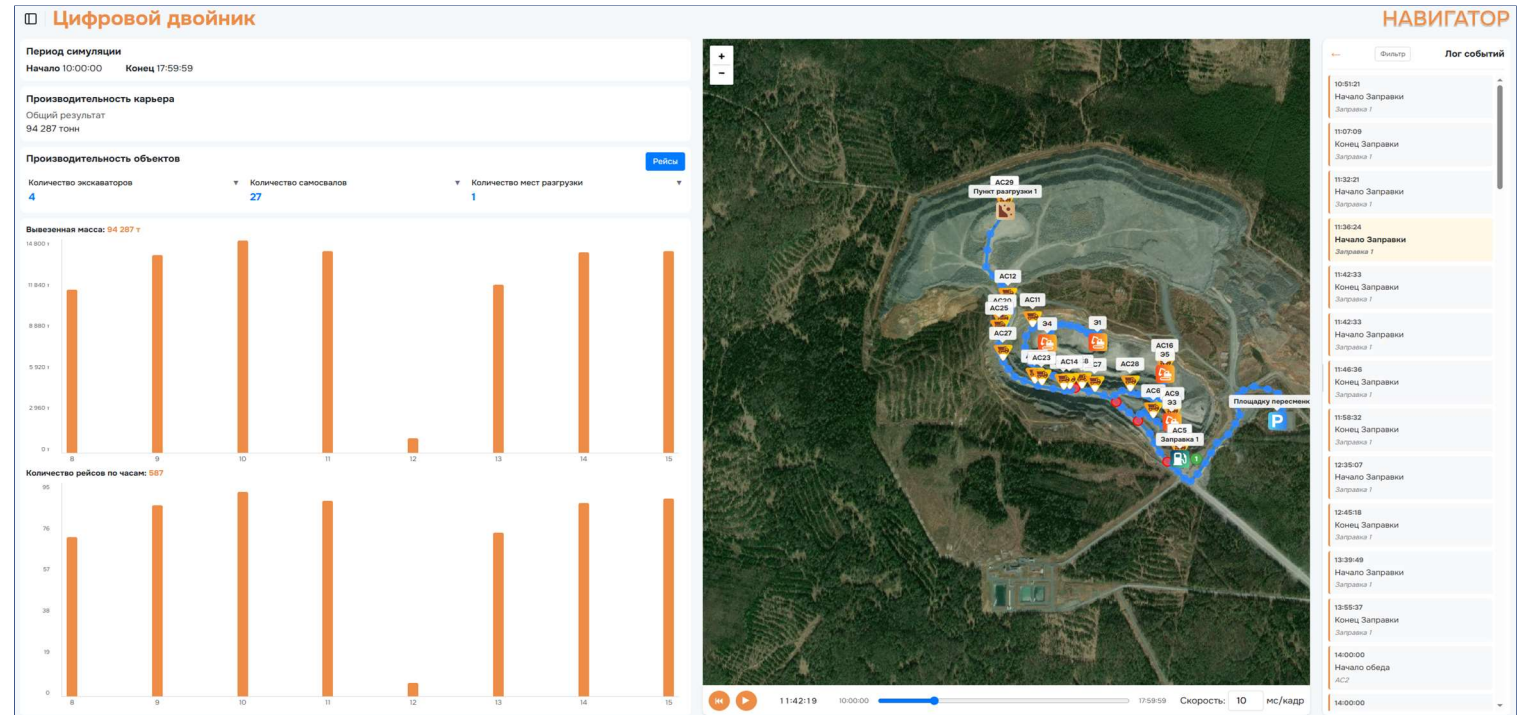 Цифровой двойник
НАВИГАТОР
Период симуляции
Начало 10:00:00 Конец 17:59:59
Производительность карьера
Общий результат
94 287 тонн
Производительность объектов
Рейсы
Количество экскаваторов
4
Количество самосвалов
27
Количество мест разгрузки
1
Вывезенная масса: 94 287 т
14 800 т
11 840 т
8 880 т
5 920 т
2 960 т
0 т
8 9 10 11 12 13 14 15
Количество рейсов по часам: 587
95
76
57
38
19
0
8 9 10 11 12 13 14 15
+
−
АС29
Пункт разгрузки 1
АС12
АС20
АС25
АС11
АС27
Э4
Э1
АС16
Э5
АС23
АС14
АС28
АС6
АС9
Э3
Площадку пересменк
АС5
Заправка 1
P
1
11:42:19
10:00:00
17:59:59
Скорость: 10 мс/кадр
←
Фильтр
Лог событий
10:51:21
Начало Заправки
Заправка 1
11:07:09
Конец Заправки
Заправка 1
11:32:21
Начало Заправки
Заправка 1
11:36:24
Начало Заправки
Заправка 1
11:42:33
Конец Заправки
Заправка 1
11:42:33
Начало Заправки
Заправка 1
11:46:36
Конец Заправки
Заправка 1
11:58:32
Конец Заправки
Заправка 1
12:35:07
Начало Заправки
Заправка 1
12:45:18
Конец Заправки
Заправка 1
13:39:49
Начало Заправки
Заправка 1
13:55:37
Конец Заправки
Заправка 1
14:00:00
Начало обеда
АС2
14:00:00